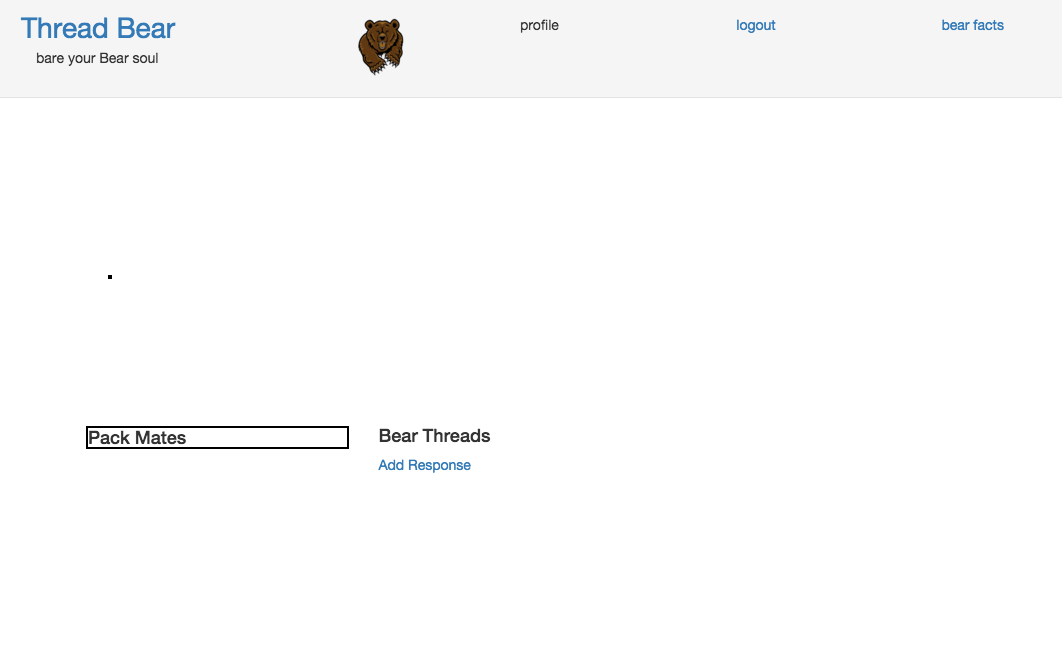 Thread Bear
bare your Bear soul
profile
logout
bear facts
Pack Mates
Bear Threads
Add Response